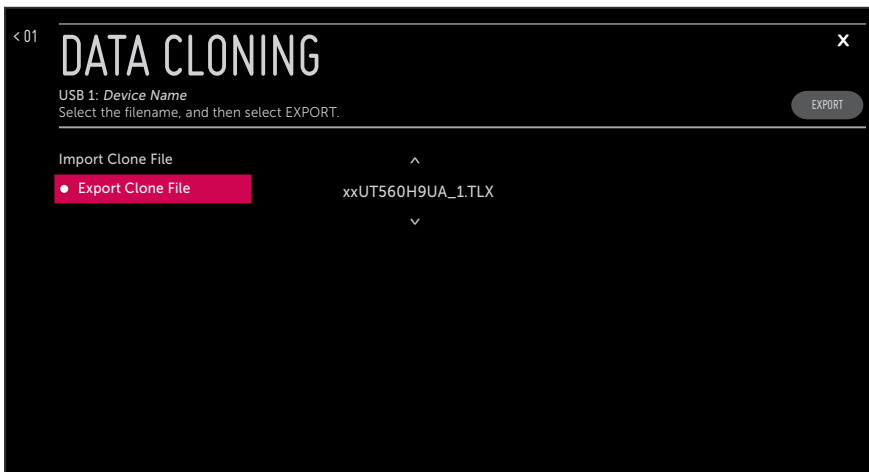 < 01
DATA CLONING
X
USB 1: Device Name
Select the filename, and then select EXPORT.
EXPORT
Import Clone File
Export Clone File
xxUT560H9UA_1.TLX